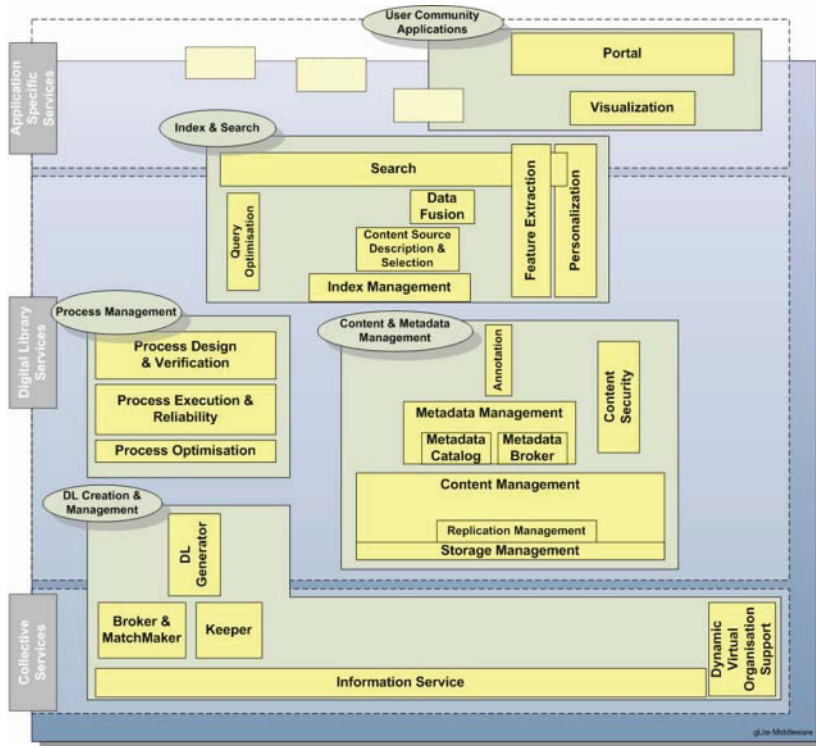 User Community
Applications
Portal
Visualization
Application
Specific
Services
Index & Search
Search
Feature Extraction
Personalization
Query
Optimisation
Data
Fusion
Content Source
Description &
Selection
Index Management
Digital Library
Services
Process Management
Process Design
& Verification
Process Execution &
Reliability
Process Optimisation
Content & Metadata
Management
Annotation
Content
Security
Metadata Management
Metadata
Catalog
Metadata
Broker
Content Management
Replication Management
Storage Management
DL Creation &
Management
DL
Generator
Collective
Services
Broker &
MatchMaker
Keeper
Information Service
Dynamic
Virtual
Organisation
Support
gLite Middleware